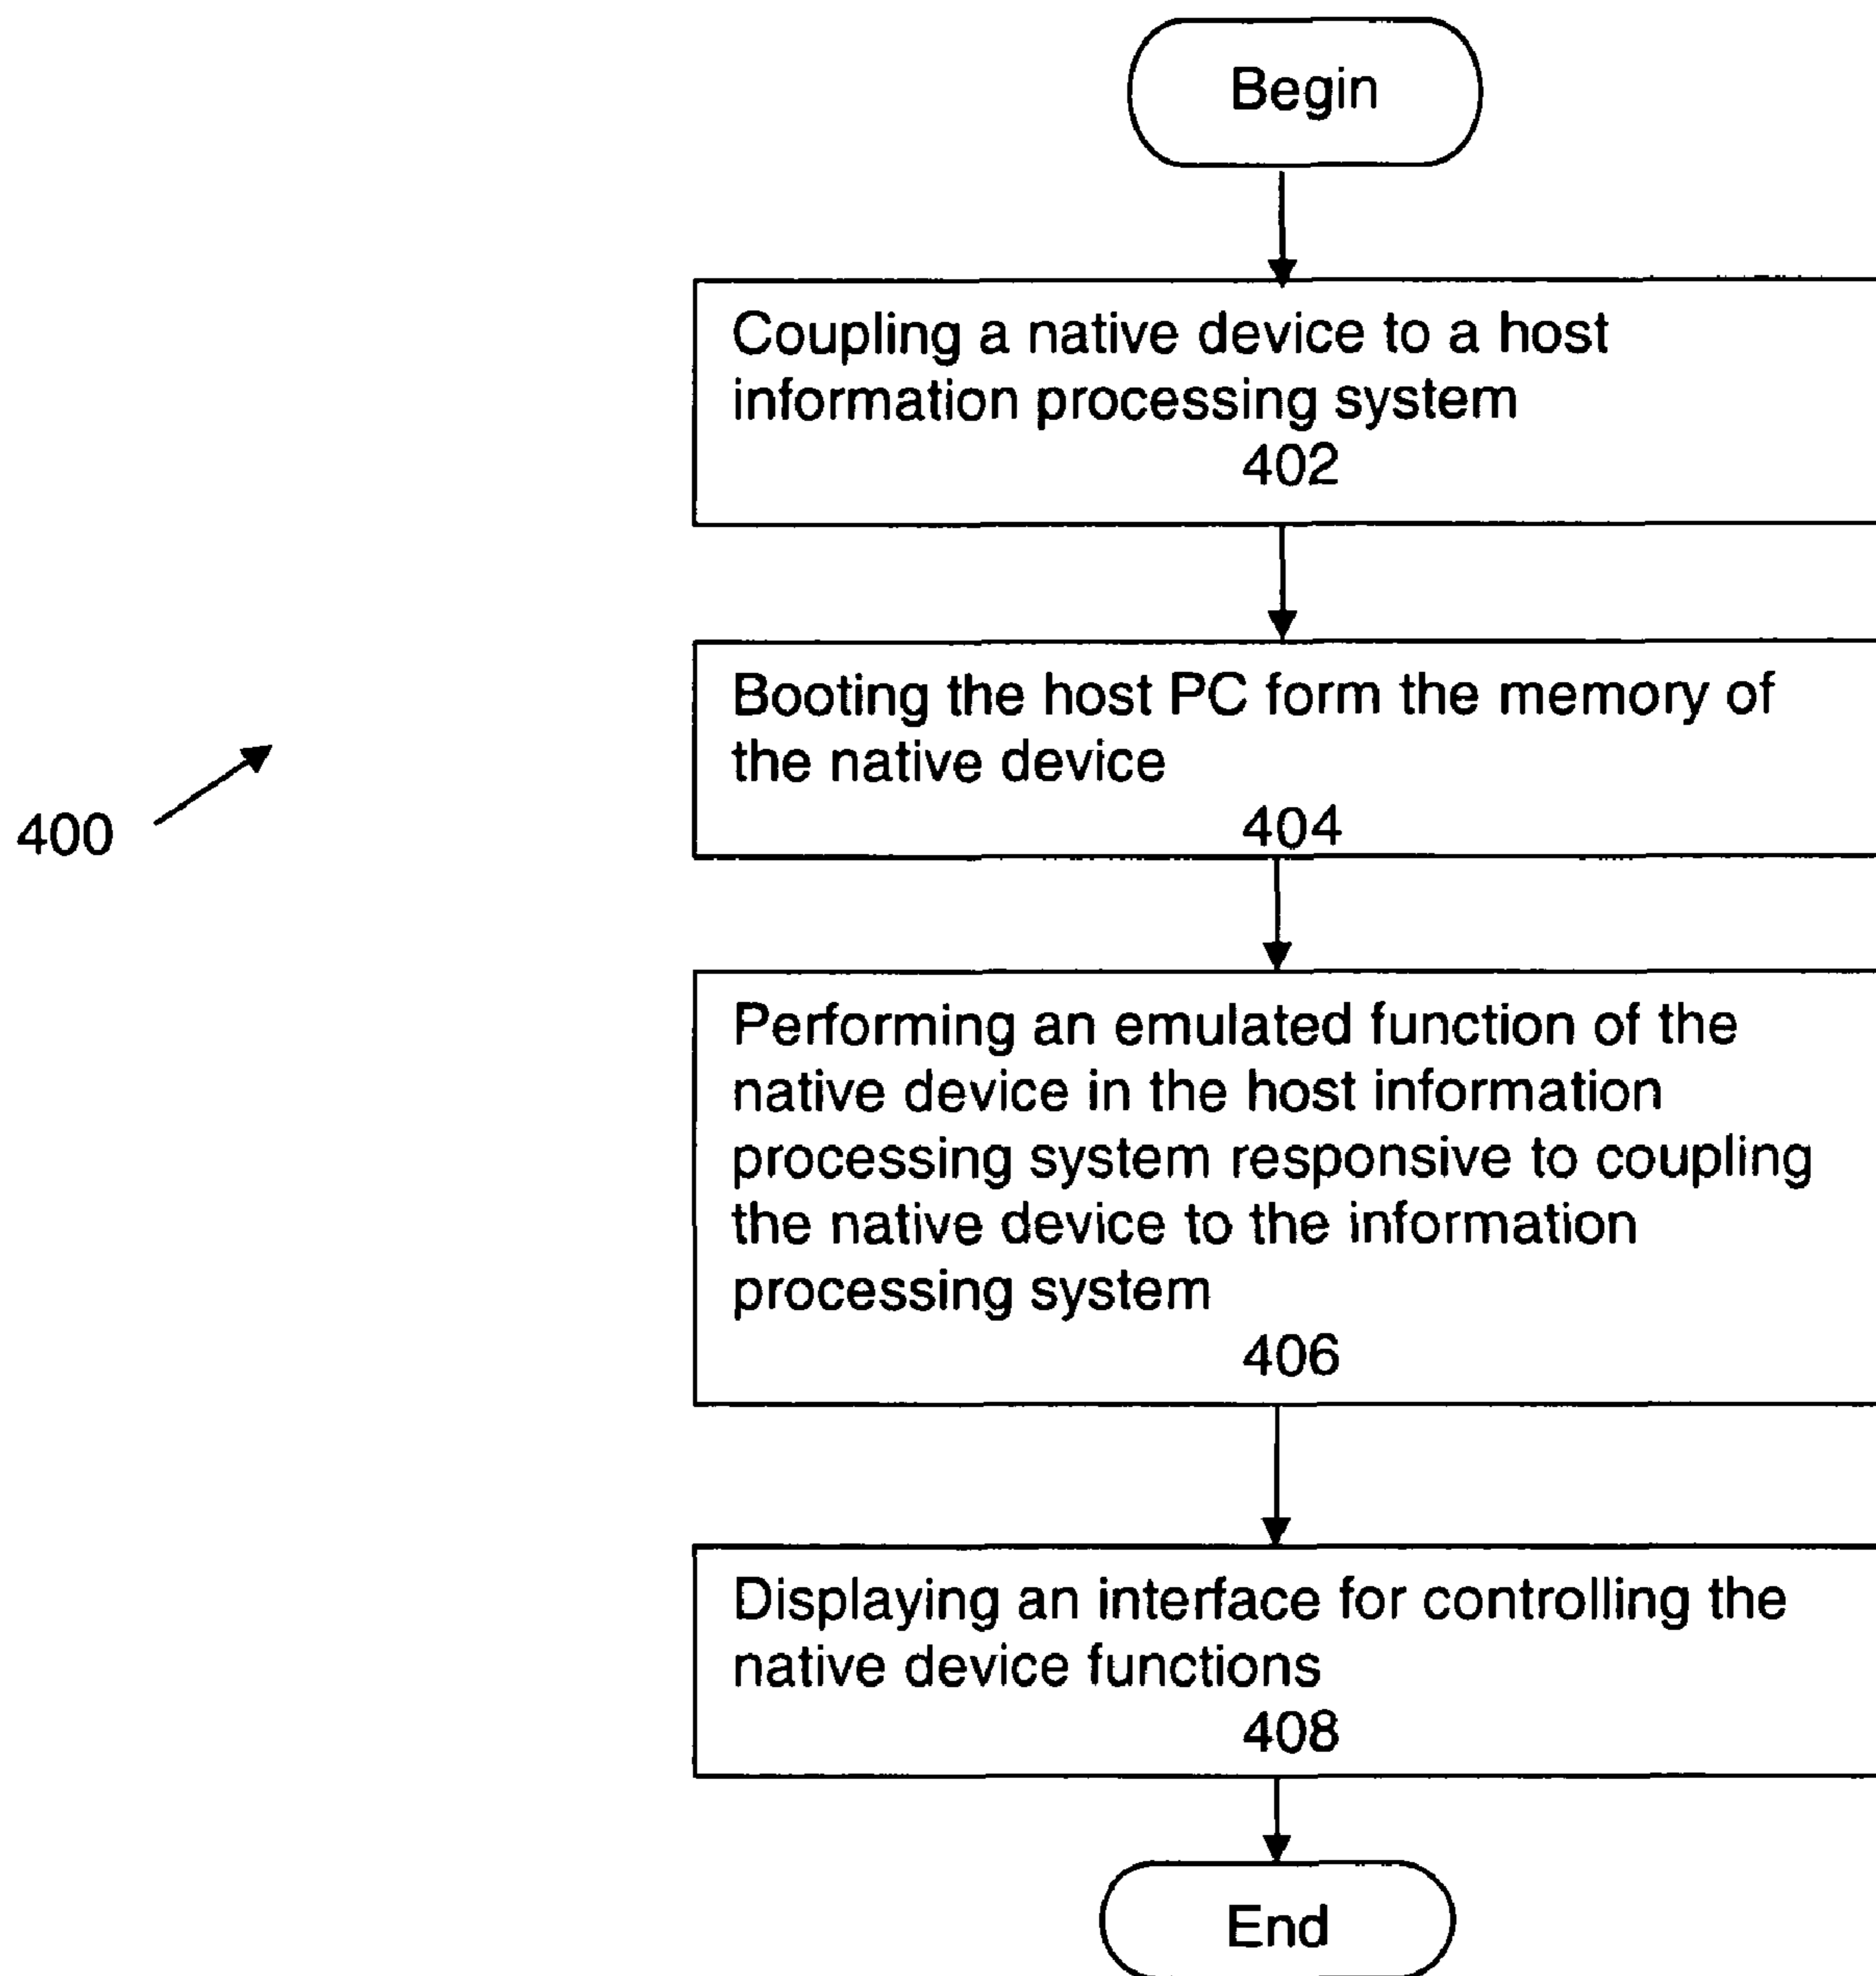 Begin
Coupling a native device to a host
information processing system
402
Booting the host PC form the memory of
the native device
404
400
Performing an emulated function of the
native device in the host information
processing system responsive to coupling
the native device to the information
processing system
406
Displaying an interface for controlling the
native device functions
408
End